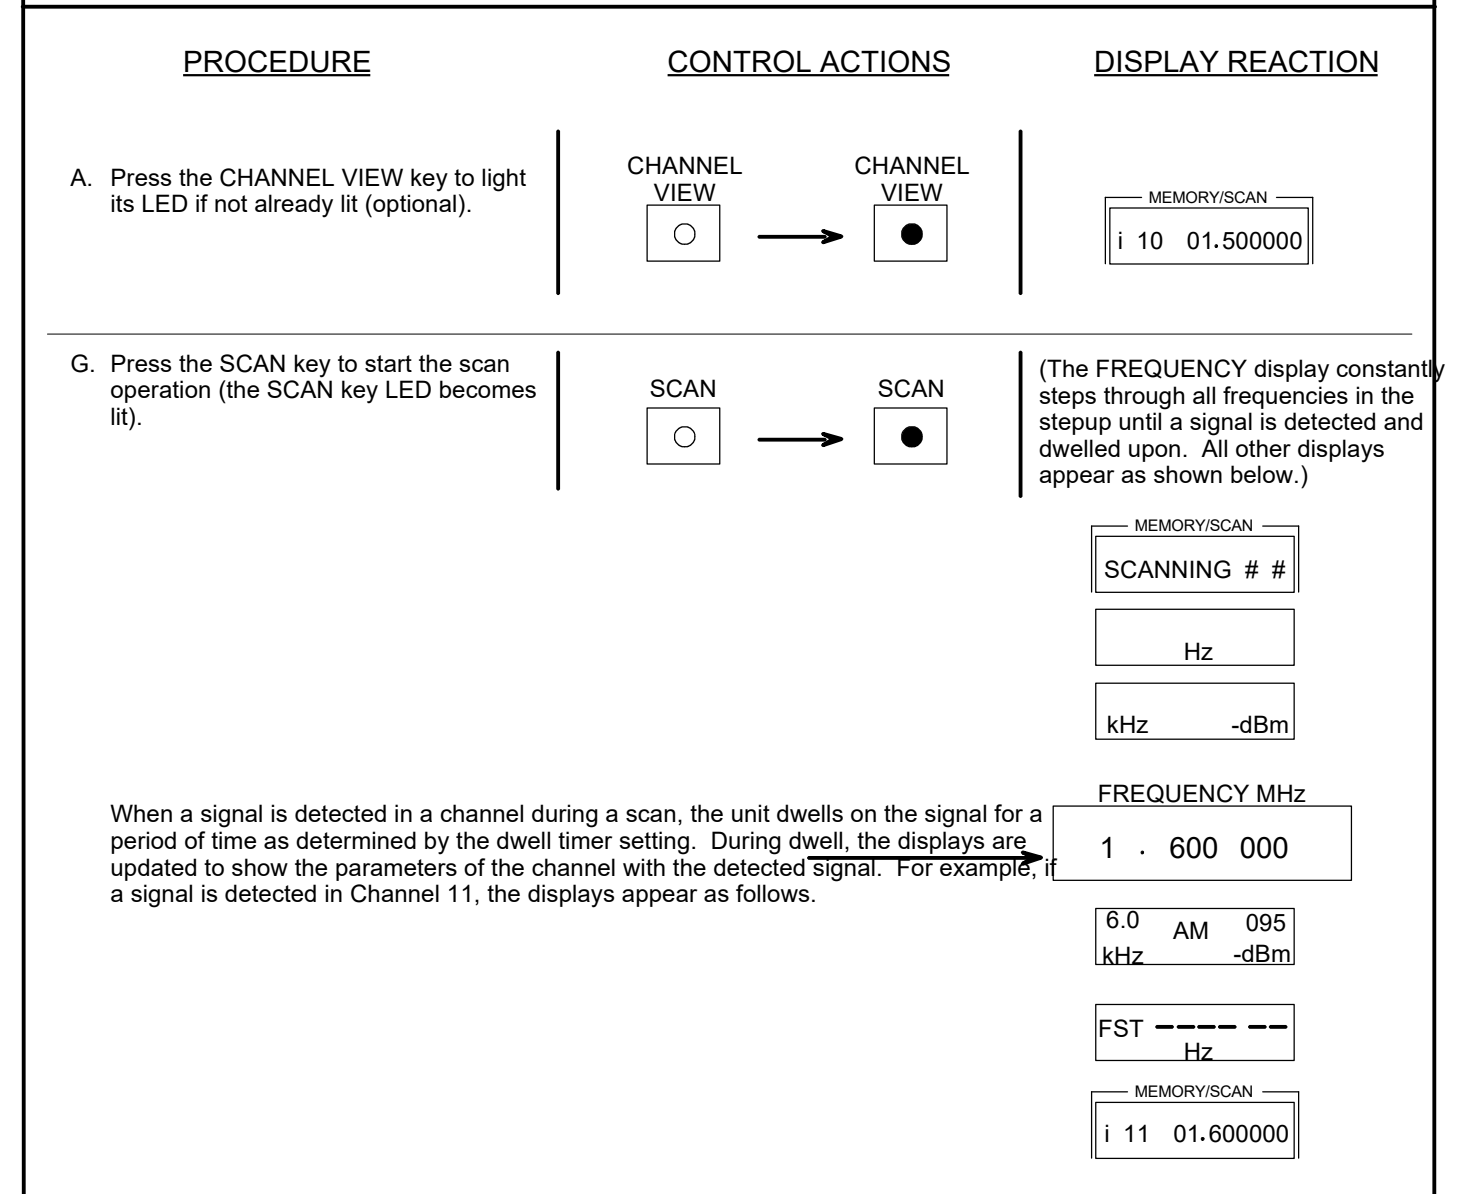 PROCEDURE
CONTROL ACTIONS
DISPLAY REACTION
A. Press the CHANNEL VIEW key to light
its LED if not already lit (optional).
CHANNEL
VIEW
CHANNEL
VIEW
MEMORY/SCAN
i 10 01.500000
G. Press the SCAN key to start the scan
operation (the SCAN key LED becomes
lit).
SCAN
SCAN
(The FREQUENCY display constantly
steps through all frequencies in the
stepup until a signal is detected and
dwelled upon. All other displays
appear as shown below.)
MEMORY/SCAN
SCANNING # #
Hz
kHz -dBm
When a signal is detected in a channel during a scan, the unit dwells on the signal for a
period of time as determined by the dwell timer setting. During dwell, the displays are
updated to show the parameters of the channel with the detected signal. For example, if
a signal is detected in Channel 11, the displays appear as follows.
FREQUENCY MHz
1 . 600 000
6.0 AM 095
kHz -dBm
FST ---- --
Hz
MEMORY/SCAN
i 11 01.600000